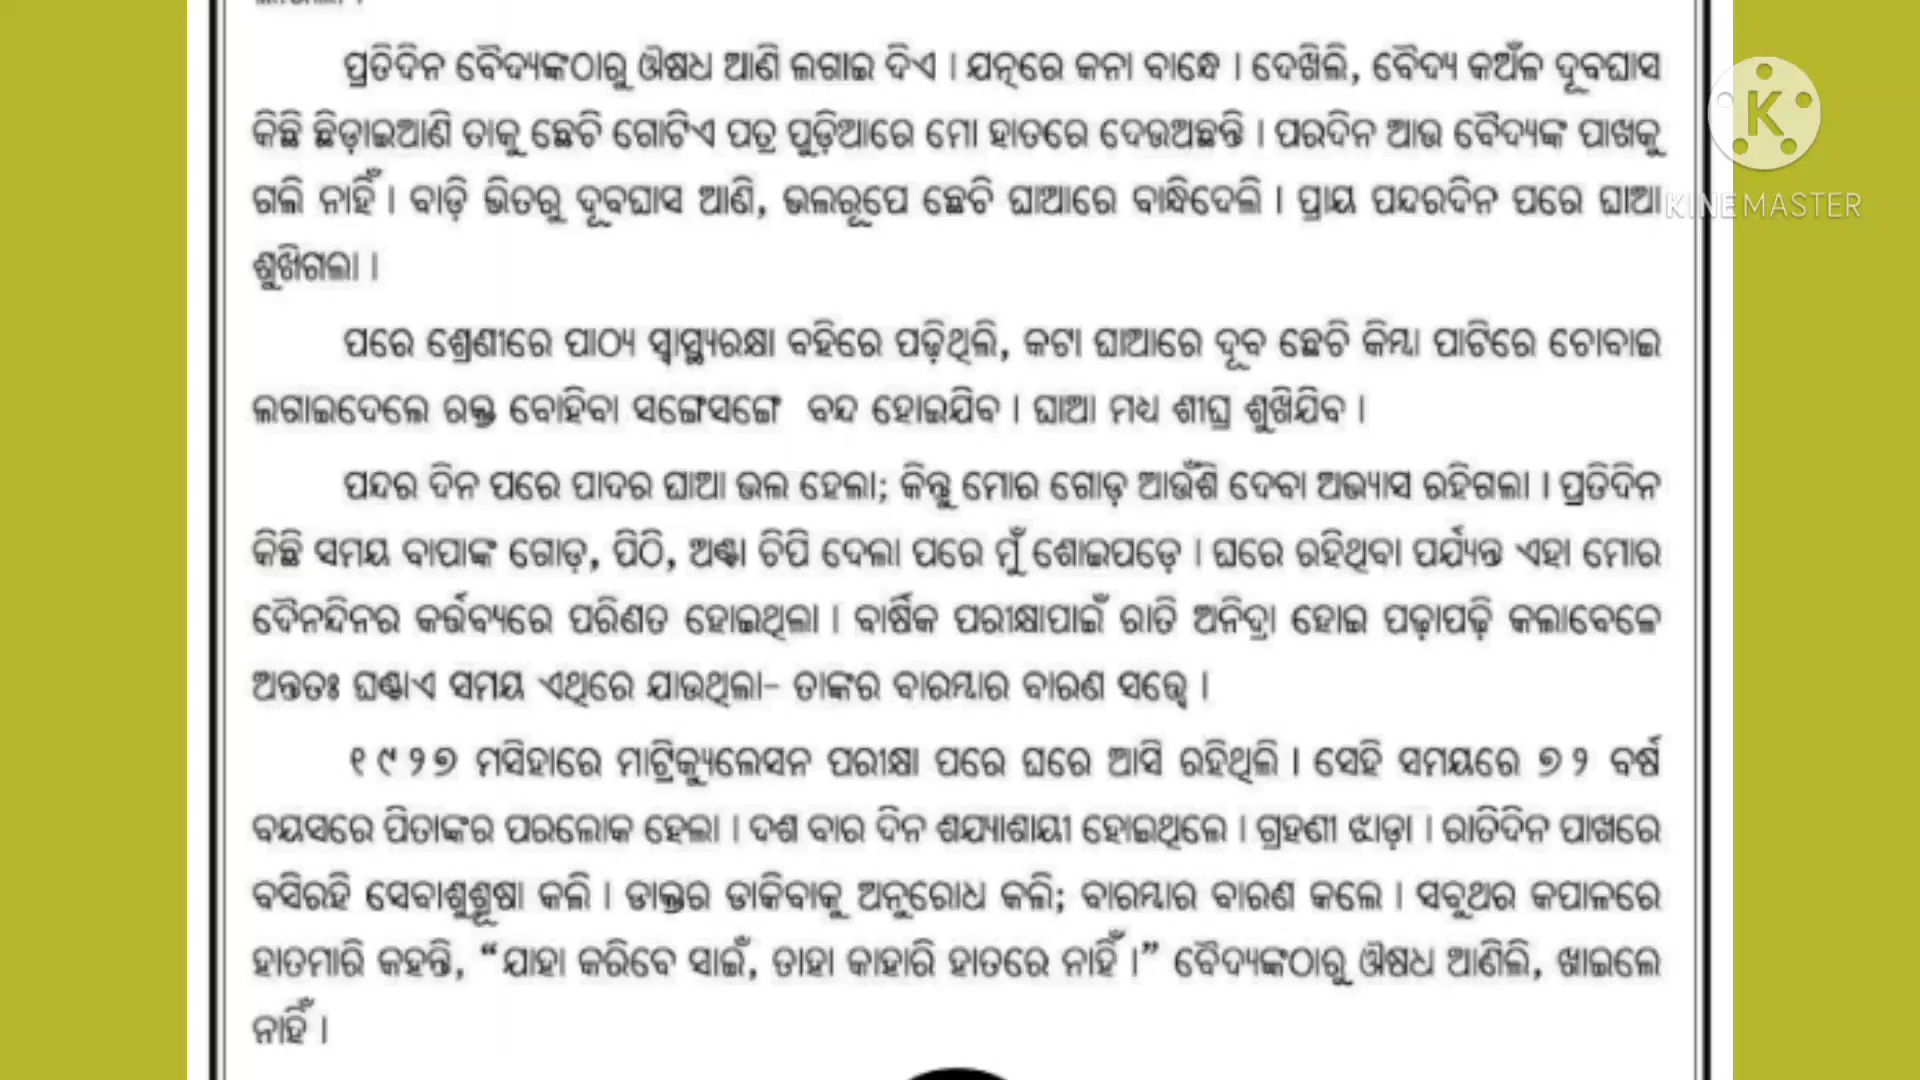 ପ୍ରତିଦିନ ବୈଦ୍ୟଙ୍କଠାରୁ ଔଷଧ ଆଣି ଲଗାଇ ଦିଏ । ଯତ୍ନରେ କନା ବାନ୍ଧେ । ଦେଖିଲି, ବୈଦ୍ୟ କଅଁଳ ଦୂବଘାସ
କିଛି ଛିଡ଼ାଇଆଣି ତାକୁ ଛେଚି ଗୋଟିଏ ପତ୍ର ପୁଡ଼ିଆରେ ମୋ ହାତରେ ଦେଉଅଛନ୍ତି । ପରଦିନ ଆଉ ବୈଦ୍ୟଙ୍କ ପାଖକୁ
ଗଲି ନାହିଁ । ବାଡ଼ି ଭିତରୁ ଦୂବଘାସ ଆଣି, ଭଲରୂପେ ଛେଚି ଘାଆରେ ବାନ୍ଧିଦେଲି । ପ୍ରାୟ ପନ୍ଦରଦିନ ପରେ ଘାଆ
ଶୁଖିଗଲା ।
ପରେ ଶ୍ରେଣୀରେ ପାଠ୍ୟ ସ୍ୱାସ୍ଥ୍ୟରକ୍ଷା ବହିରେ ପଢ଼ିଥିଲି, କଟା ଘାଆରେ ଦୂବ ଛେଚି କିମ୍ବା ପାଟିରେ ଚୋବାଇ
ଲଗାଇଦେଲେ ରକ୍ତ ବୋହିବା ସଙ୍ଗେସଙ୍ଗେ ବନ୍ଦ ହୋଇଯିବ । ଘାଆ ମଧ୍ୟ ଶୀଘ୍ର ଶୁଖିଯିବ ।
ପନ୍ଦର ଦିନ ପରେ ପାଦର ଘାଆ ଭଲ ହେଲା; କିନ୍ତୁ ମୋର ଗୋଡ଼ ଆଉଁଶି ଦେବା ଅଭ୍ୟାସ ରହିଗଲା । ପ୍ରତିଦିନ
କିଛି ସମୟ ବାପାଙ୍କ ଗୋଡ଼, ପିଠି, ଅଣ୍ଟା ଚିପି ଦେଲା ପରେ ମୁଁ ଶୋଇପଡ଼େ । ଘରେ ରହିଥିବା ପର୍ଯ୍ୟନ୍ତ ଏହା ମୋର
ଦୈନନ୍ଦିନର କର୍ତ୍ତବ୍ୟରେ ପରିଣତ ହୋଇଥିଲା । ବାର୍ଷିକ ପରୀକ୍ଷାପାଇଁ ରାତି ଅନିଦ୍ରା ହୋଇ ପଢ଼ାପଢ଼ି କଲାବେଳେ
ଅନ୍ତତଃ ଘଣ୍ଟାଏ ସମୟ ଏଥିରେ ଯାଉଥିଲା- ତାଙ୍କର ବାରମ୍ବାର ବାରଣ ସତ୍ତ୍ୱେ ।
୧୯୨୭ ମସିହାରେ ମାଟ୍ରିକ୍ୟୁଲେସନ ପରୀକ୍ଷା ପରେ ଘରେ ଆସି ରହିଥିଲି । ସେହି ସମୟରେ ୭୨ ବର୍ଷ
ବୟସରେ ପିତାଙ୍କର ପରଲୋକ ହେଲା । ଦଶ ବାର ଦିନ ଶଯ୍ୟାଶାୟୀ ହୋଇଥିଲେ । ଗ୍ରହଣୀ ଝାଡ଼ା । ରାତିଦିନ ପାଖରେ
ବସିରହି ସେବାଶୁଶ୍ରୂଷା କଲି । ଡାକ୍ତର ଡାକିବାକୁ ଅନୁରୋଧ କଲି; ବାରମ୍ବାର ବାରଣ କଲେ । ସବୁଥର କପାଳରେ
ହାତମାରି କହନ୍ତି, “ଯାହା କରିବେ ସାଇଁ, ତାହା କାହାରି ହାତରେ ନାହିଁ ।” ବୈଦ୍ୟଙ୍କଠାରୁ ଔଷଧ ଆଣିଲି, ଖାଇଲେ
ନାହିଁ ।
K
KINEMASTER